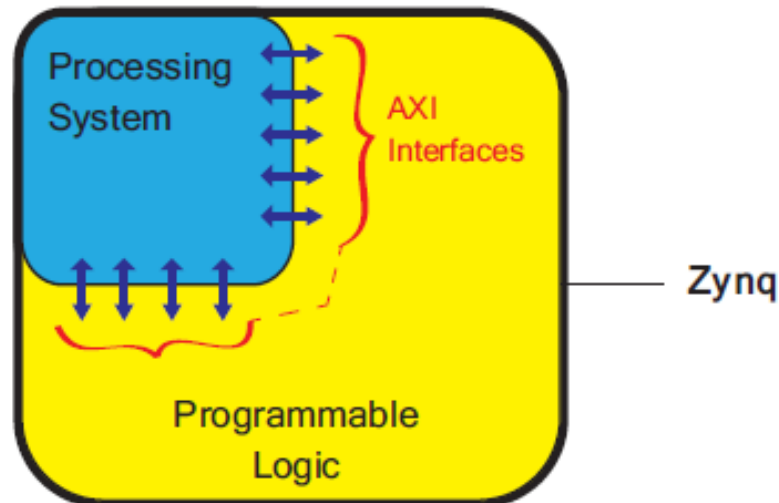 Processing
System
AXI
Interfaces
Zynq
Programmable
Logic